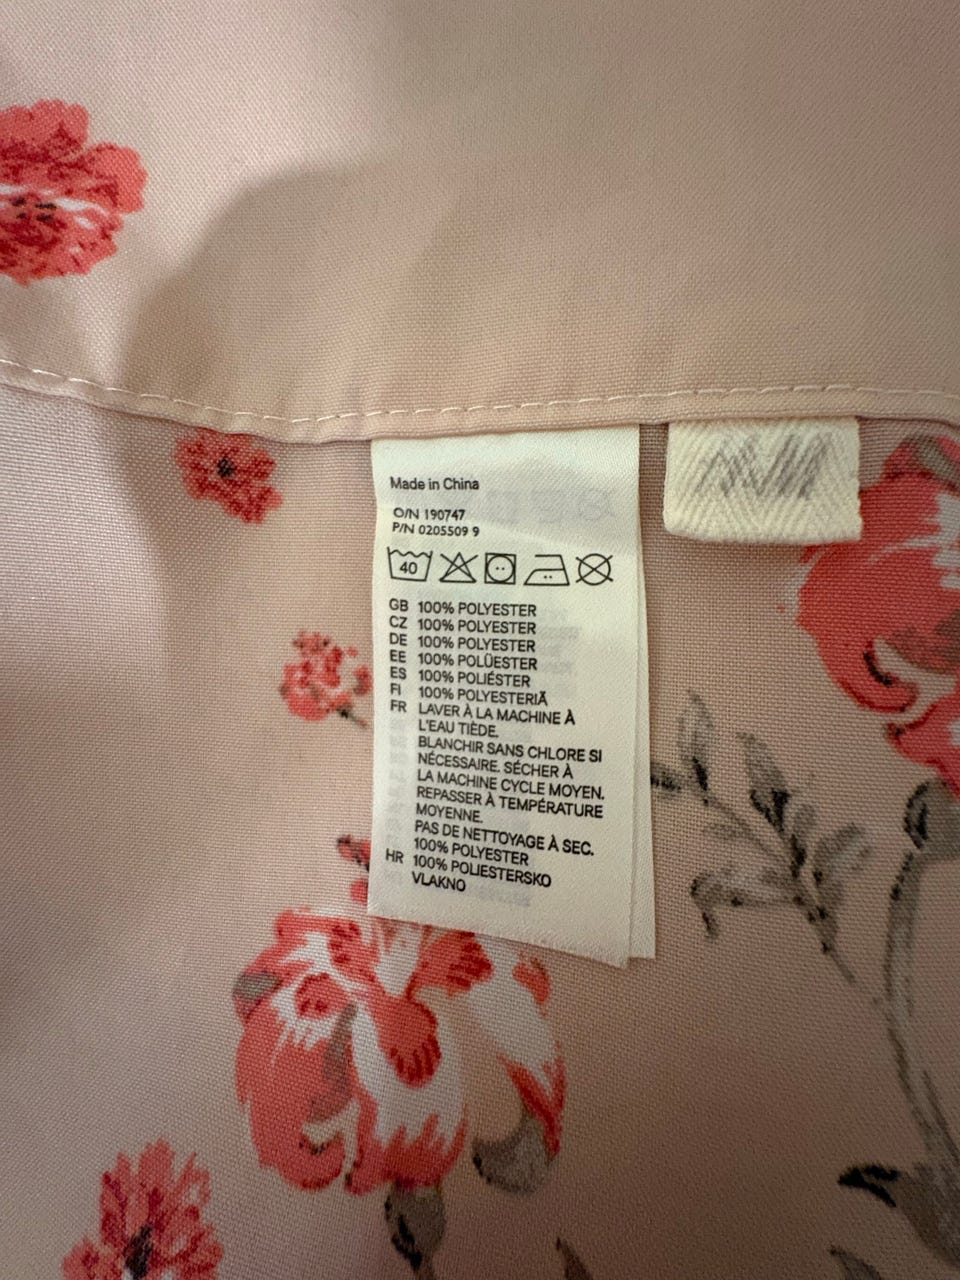 Made in China
O/N 190747
P/N 0205509 9
40
GB 100% POLYESTER
CZ 100% POLYESTER
DE 100% POLYESTER
EE 100% POLÜESTER
ES 100% POLIÉSTER
FI 100% POLYESTERIÄ
FR LAVER À LA MACHINE À
L'EAU TIÈDE.
BLANCHIR SANS CHLORE SI
NÉCESSAIRE. SÉCHER À
LA MACHINE CYCLE MOYEN.
REPASSER À TEMPÉRATURE
MOYENNE.
PAS DE NETTOYAGE À SEC.
100% POLYESTER
HR 100% POLIESTERSKO
VLAKNO